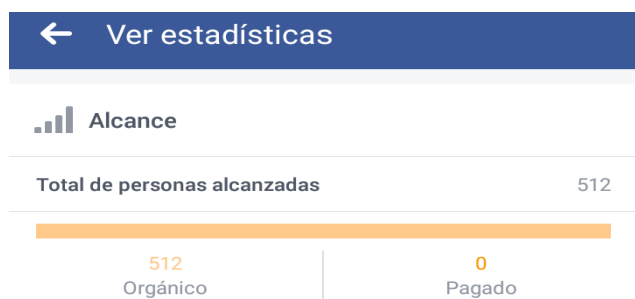 Ver estadísticas
Alcance
Total de personas alcanzadas 512
512 0
Orgánico Pagado